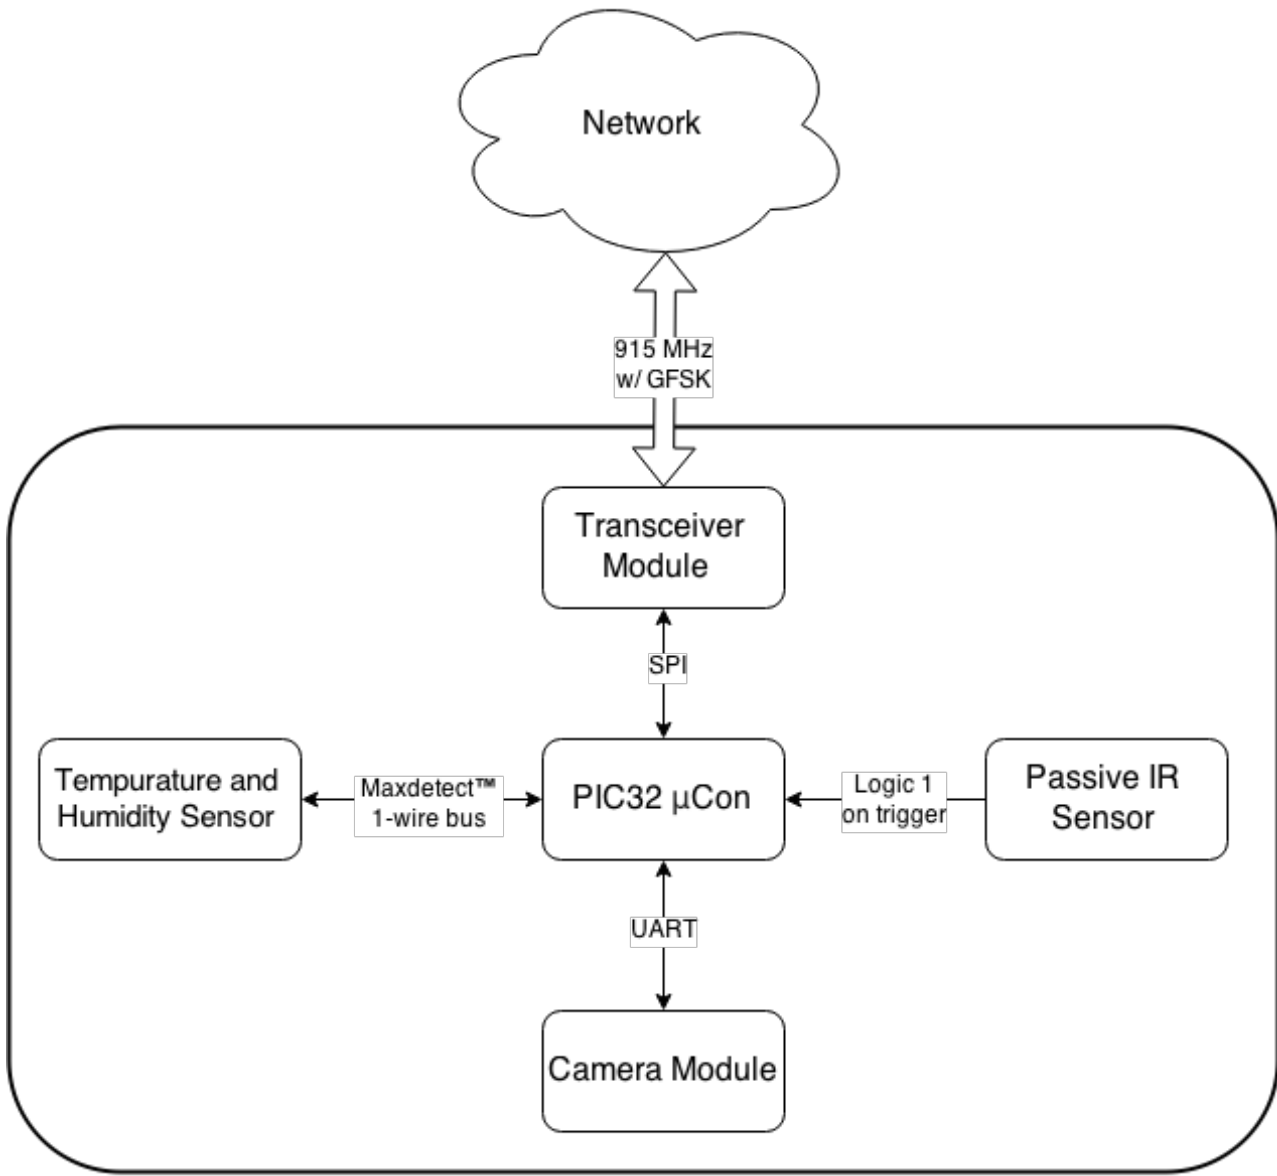 Network
915 MHz
w/ GFSK
Transceiver
Module
SPI
Tempurature and
Humidity Sensor
Maxdetect™
1-wire bus
PIC32 µCon
Logic 1
on trigger
Passive IR
Sensor
UART
Camera Module